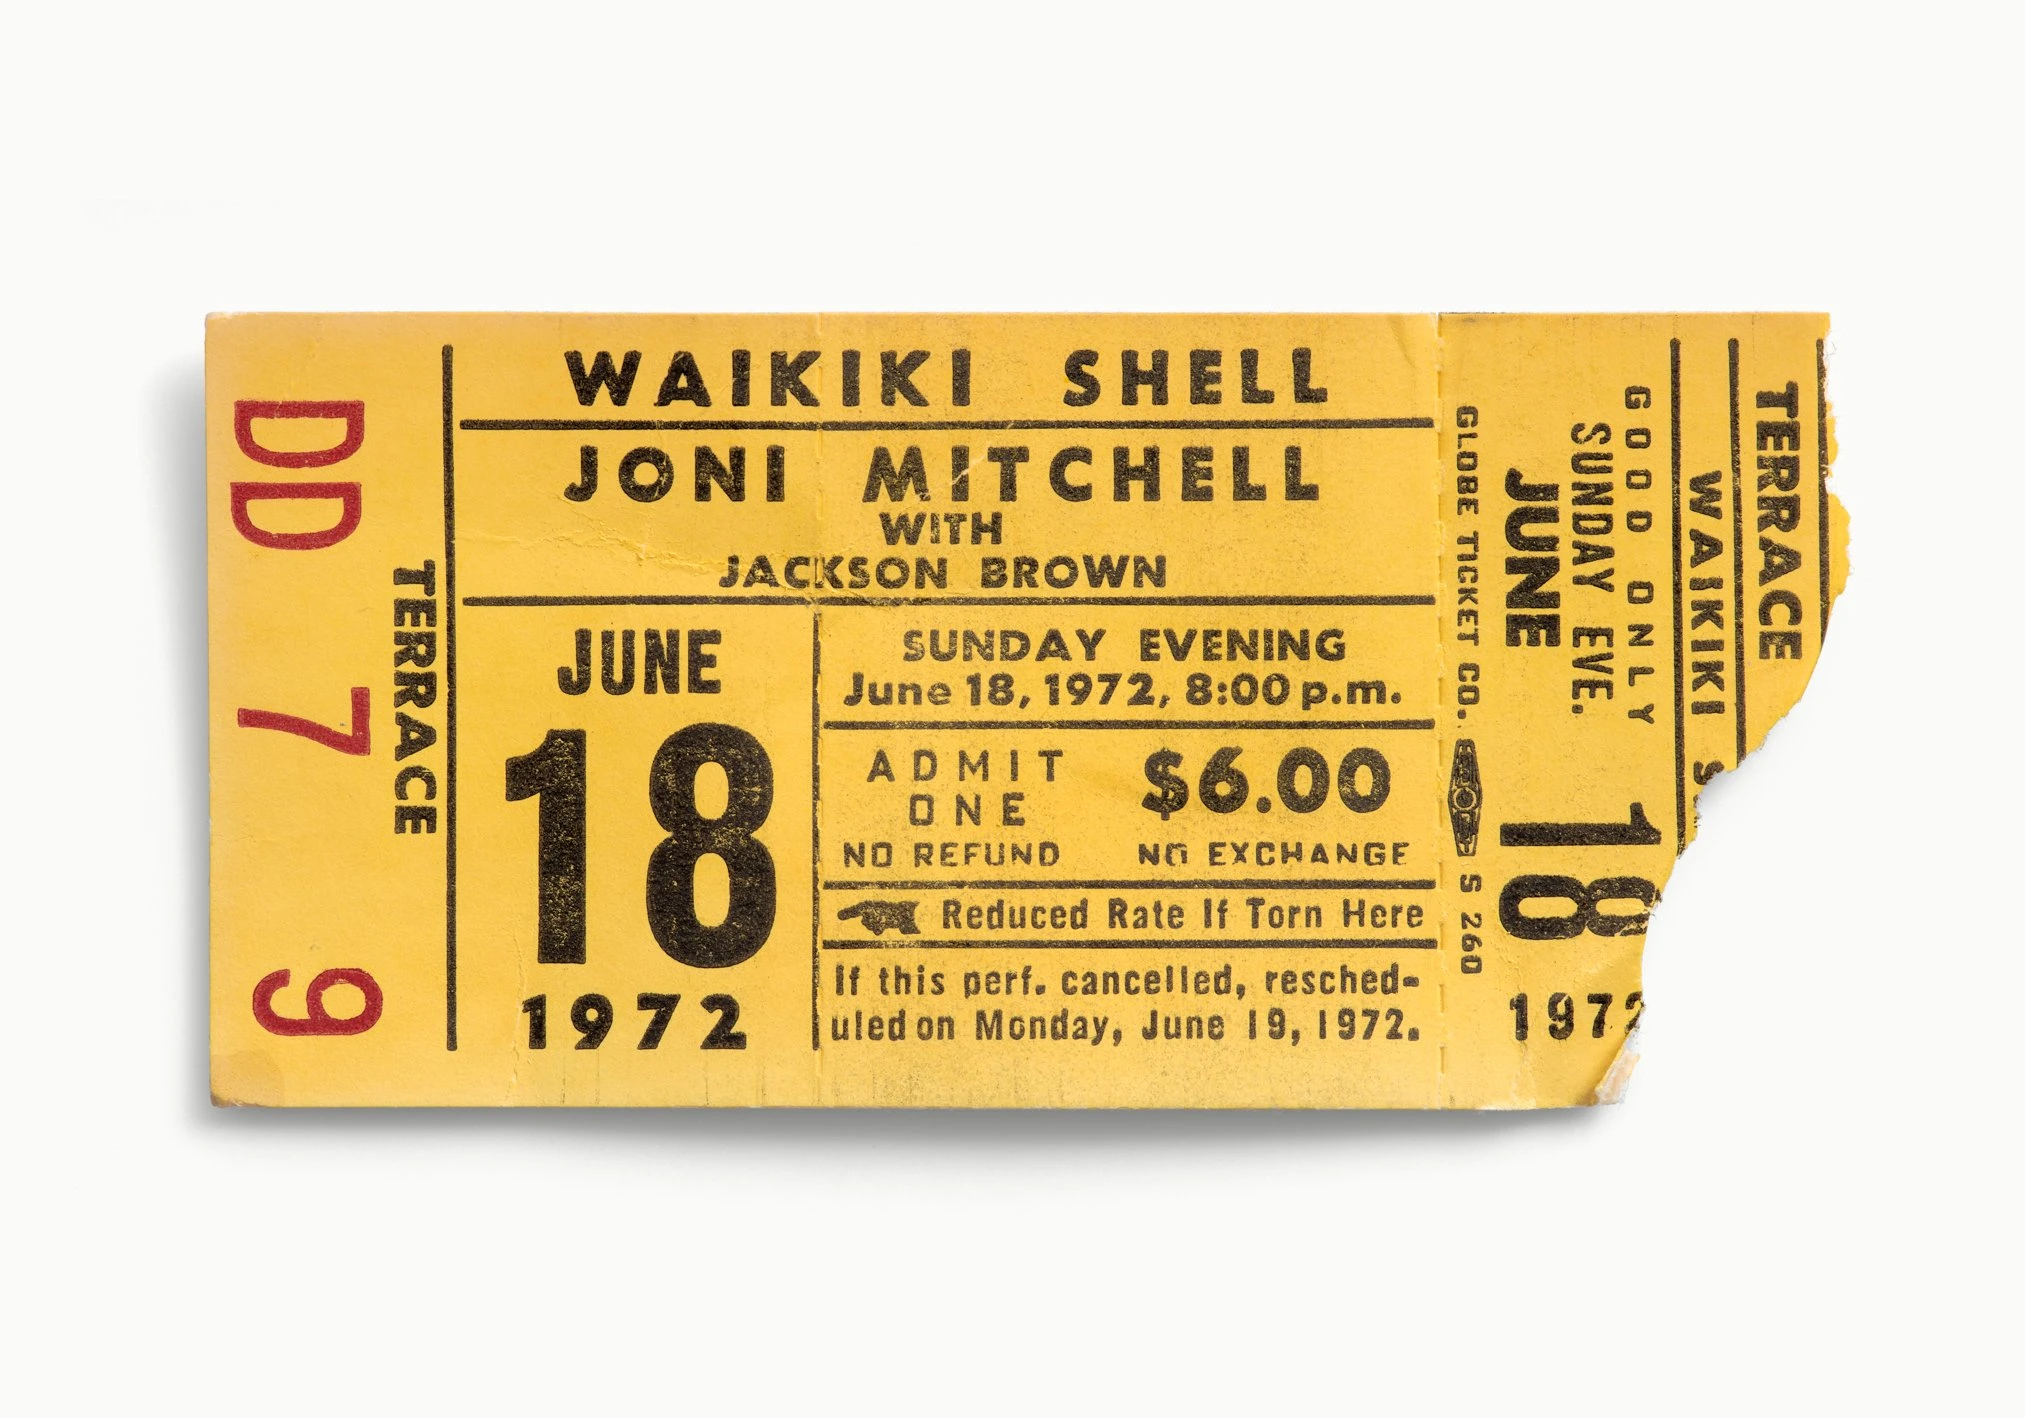 DD 7 9
TERRACE
WAIKIKI SHELL
JONI MITCHELL
WITH
JACKSON BROWN
JUNE
18
1972
SUNDAY EVENING
June 18, 1972, 8:00 p.m.
ADMIT
ONE
$6.00
NO REFUND
NO EXCHANGE
Reduced Rate If Torn Here
If this perf. cancelled, resched-
uled on Monday, June 19, 1972.
GLOBE TICKET CO. S 260
JUNE 18
SUNDAY EVE.
GOOD ONLY
1972
WAIKIKI
TERRACE